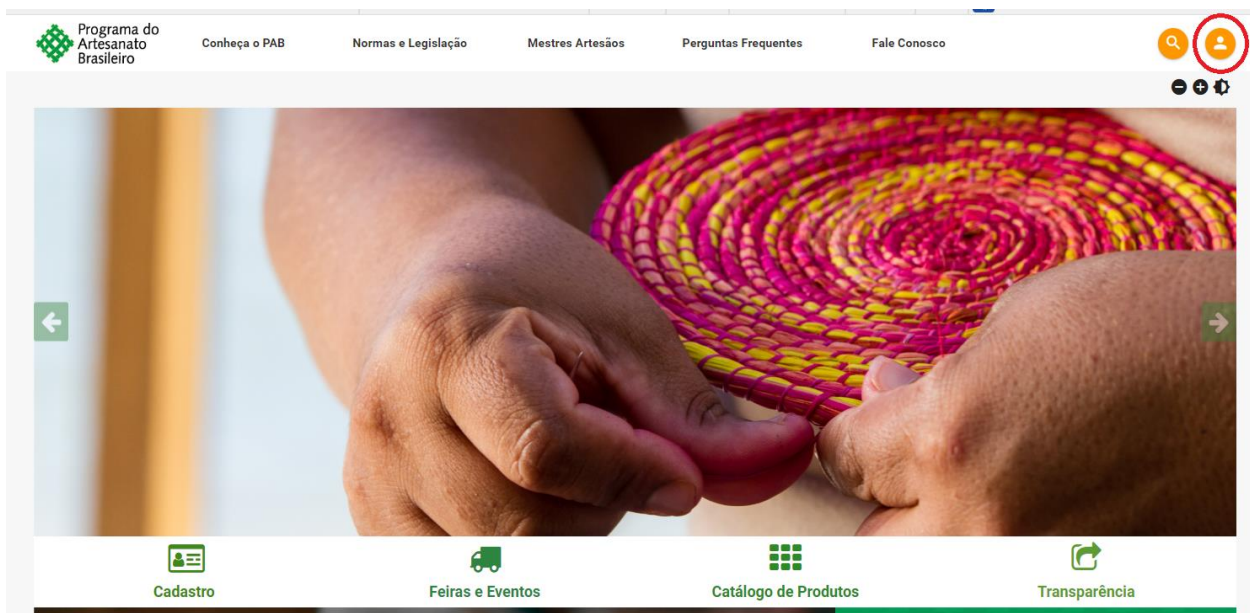 Programa do
Artesanato
Brasileiro
Conheça o PAB
Normas e Legislação
Mestres Artesãos
Perguntas Frequentes
Fale Conosco
Cadastro
Feiras e Eventos
Catálogo de Produtos
Transparência